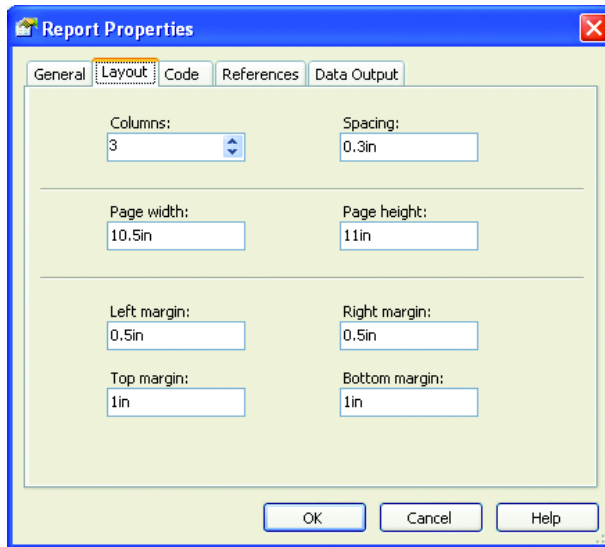 Report Properties
General Layout Code References Data Output
Columns: Spacing:
3 0.3in
Page width: Page height:
10.5in 11in
Left margin: Right margin:
0.5in 0.5in
Top margin: Bottom margin:
1in 1in
OK Cancel Help